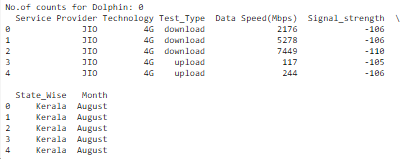 No.of counts for Dolphin: 0
Service Provider Technology Test_Type Data Speed(Mbps) Signal_strength \
0 JIO 4G download 2176 -106
1 JIO 4G download 5278 -106
2 JIO 4G download 7449 -110
3 JIO 4G upload 117 -105
4 JIO 4G upload 244 -106
State_Wise Month
0 Kerala August
1 Kerala August
2 Kerala August
3 Kerala August
4 Kerala August